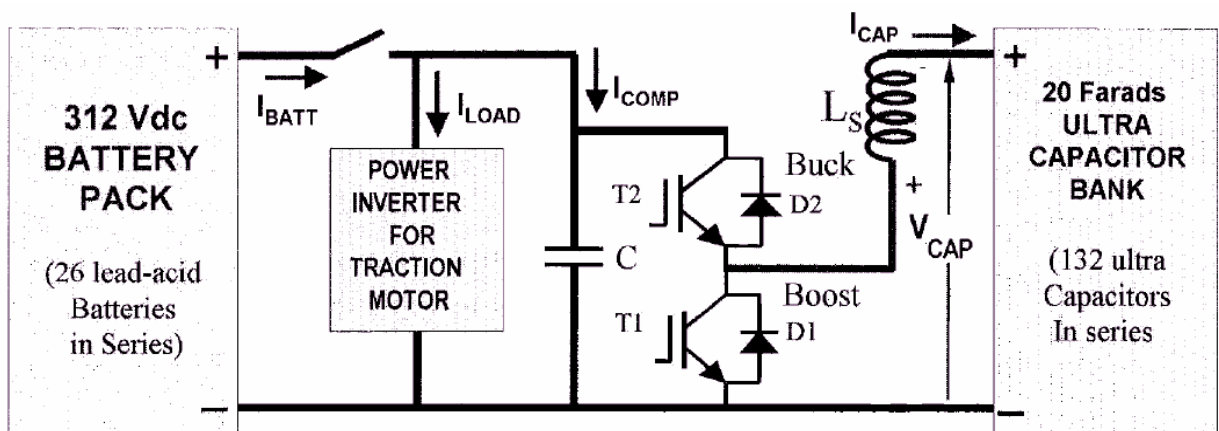 +
312 Vdc
BATTERY
PACK
(26 lead-acid
Batteries
in Series)
−
I_BATT
I_LOAD
POWER
INVERTER
FOR
TRACTION
MOTOR
I_COMP
C
Buck
T2
D2
Boost
T1
D1
I_CAP
L_S
+
V_CAP
+
20 Farads
ULTRA
CAPACITOR
BANK
(132 ultra
Capacitors
In series
−